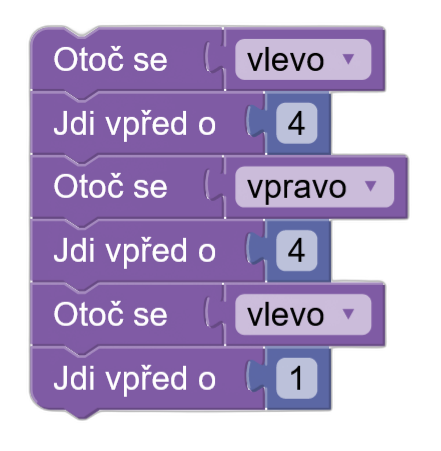 Otoč se vlevo
Jdi vpřed o 4
Otoč se vpravo
Jdi vpřed o 4
Otoč se vlevo
Jdi vpřed o 1